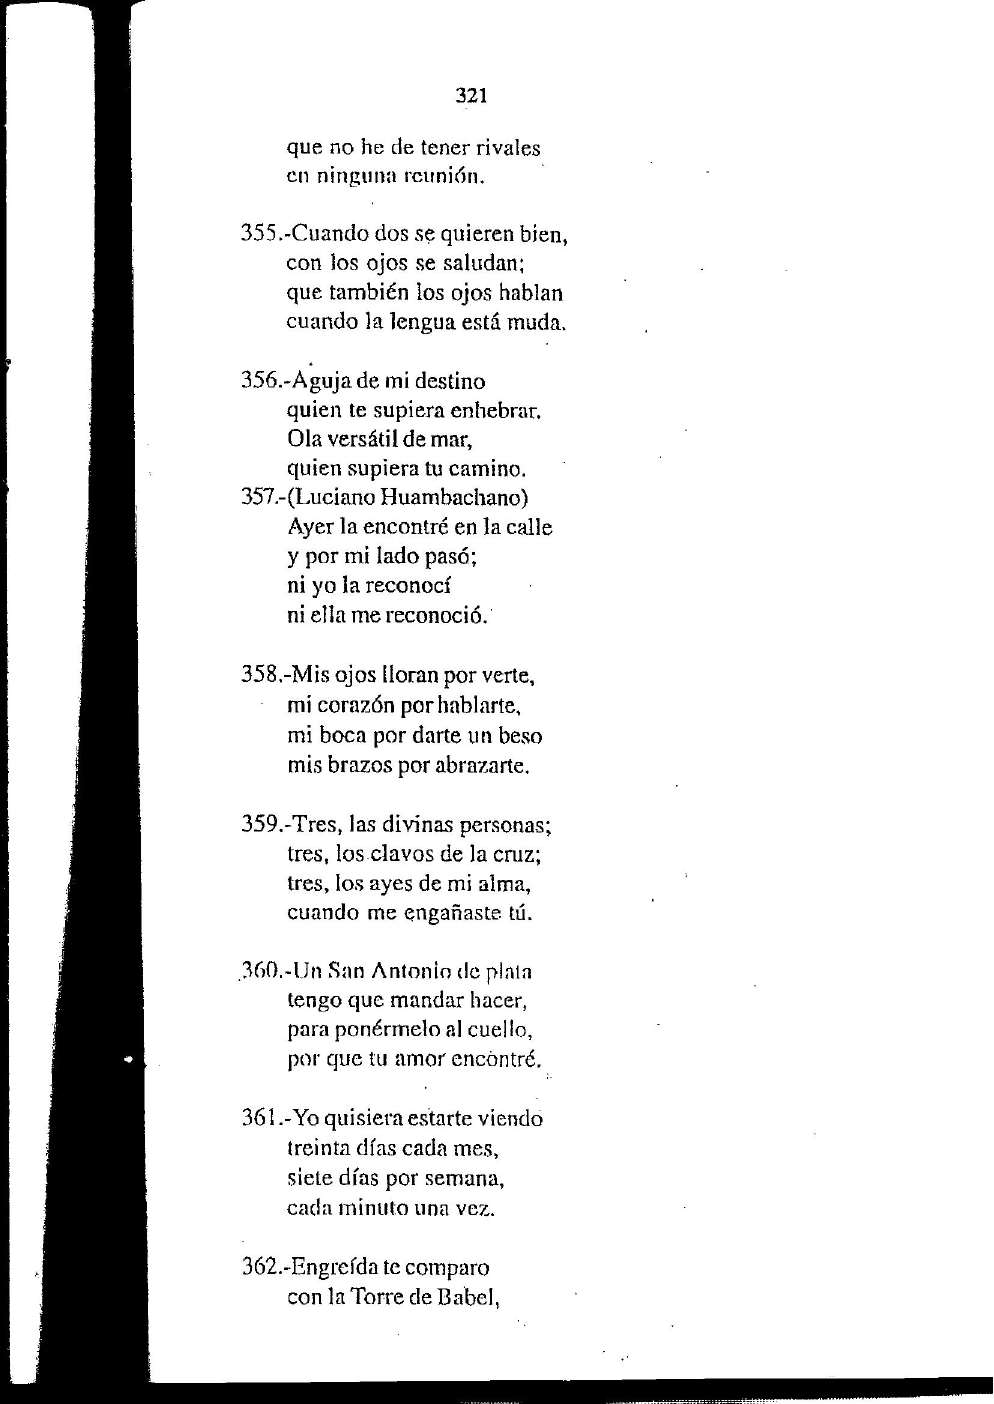 321
que no he de tener rivales
en ninguna reunión.
355.-Cuando dos se quieren bien,
con los ojos se saludan;
que también los ojos hablan
cuando la lengua está muda.
356.-Aguja de mi destino
quien te supiera enhebrar.
Ola versátil de mar,
quien supiera tu camino.
357.-(Luciano Huambachano)
Ayer la encontré en la calle
y por mi lado pasó;
ni yo la reconocí
ni ella me reconoció.
358.-Mis ojos lloran por verte,
mi corazón por hablarte,
mi boca por darte un beso
mis brazos por abrazarte.
359.-Tres, las divinas personas;
tres, los clavos de la cruz;
tres, los ayes de mi alma,
cuando me engañaste tú.
360.-Un San Antonio de plata
tengo que mandar hacer,
para ponérmelo al cuello,
por que tu amor encontré.
361.-Yo quisiera estarte viendo
treinta días cada mes,
siete días por semana,
cada minuto una vez.
362.-Engreída te comparo
con la Torre de Babel,